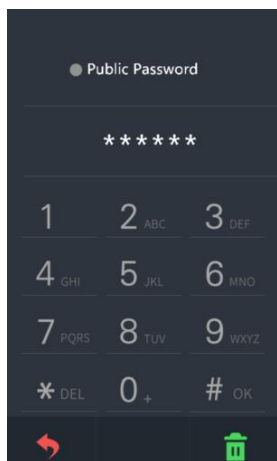 Public Password
******
1 2 ABC 3 DEF
4 GHI 5 JKL 6 MNO
7 PQRS 8 TUV 9 WXYZ
* DEL 0 + # OK